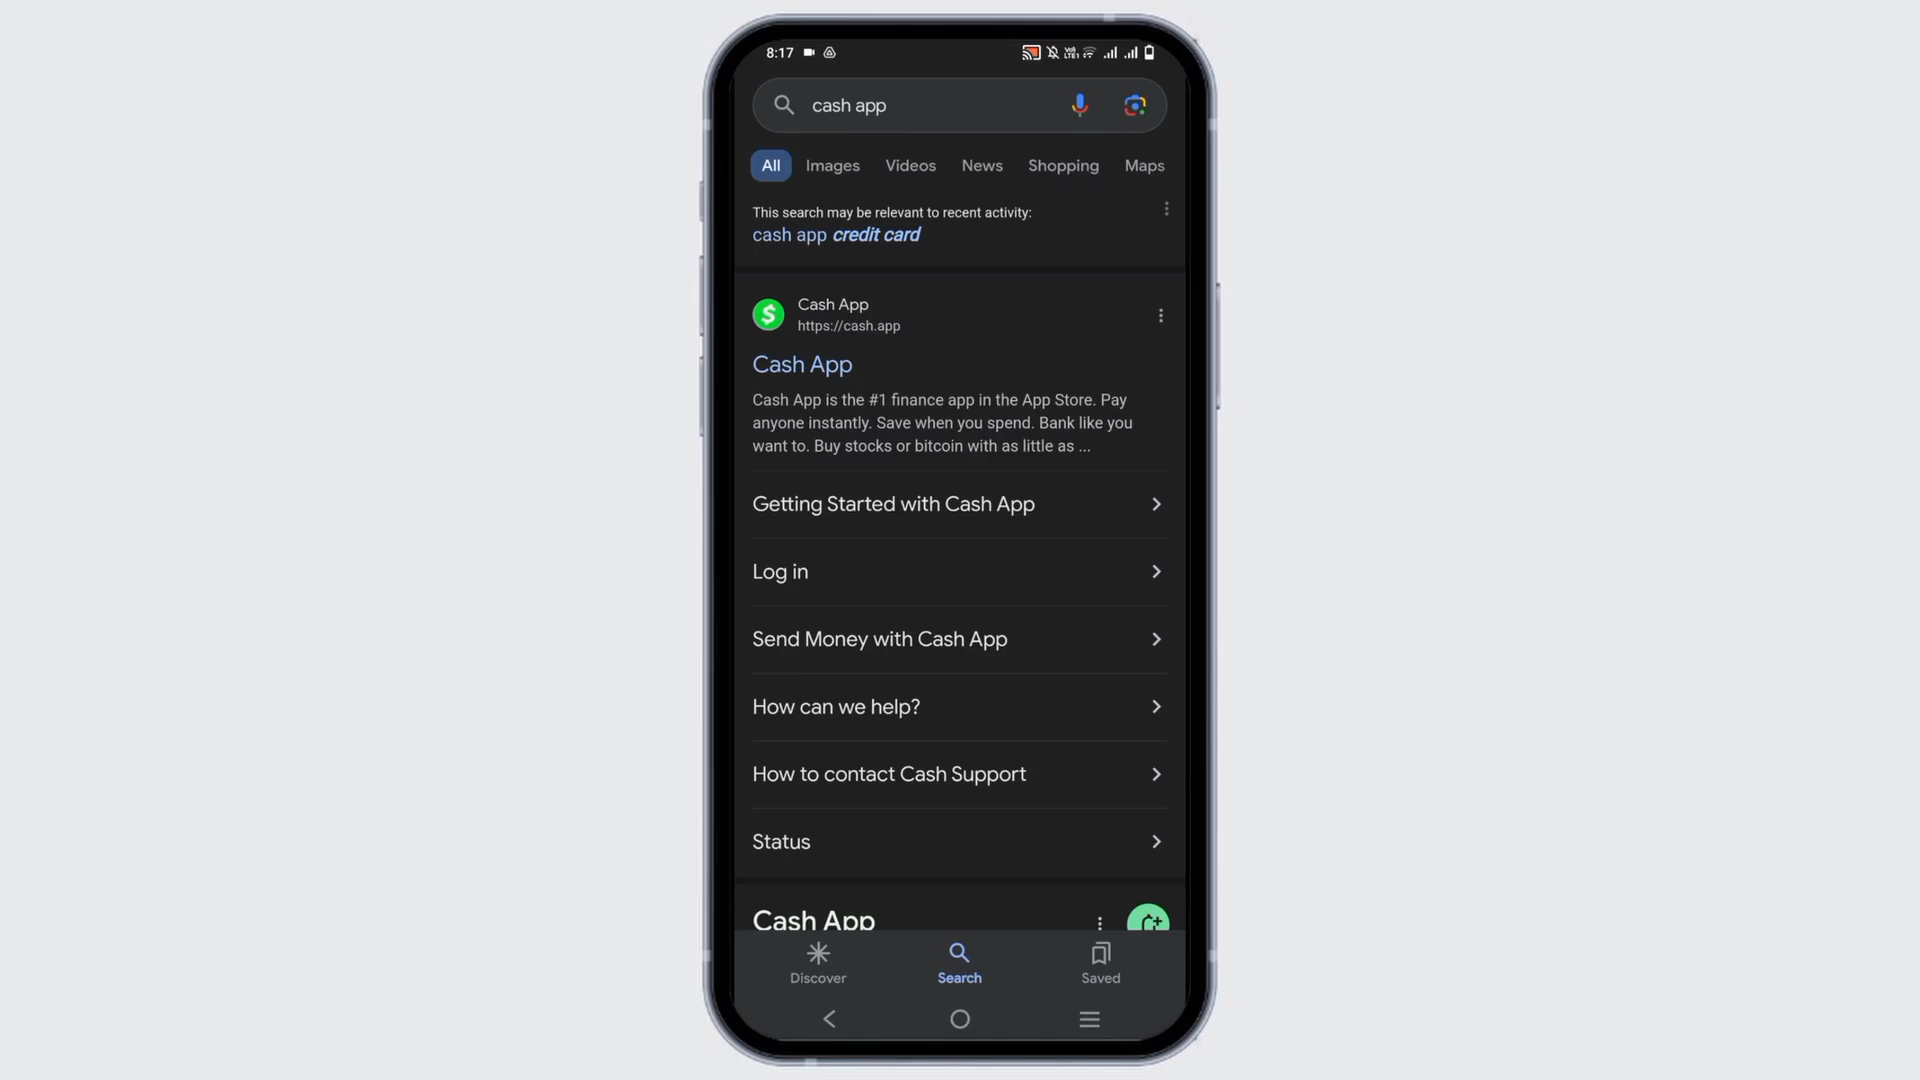 8:17
cash app
All Images Videos News Shopping Maps
This search may be relevant to recent activity:
cash app credit card
Cash App
https://cash.app
Cash App
Cash App is the #1 finance app in the App Store. Pay
anyone instantly. Save when you spend. Bank like you
want to. Buy stocks or bitcoin with as little as ...
Getting Started with Cash App
Log in
Send Money with Cash App
How can we help?
How to contact Cash Support
Status
Cash App
Discover Search Saved